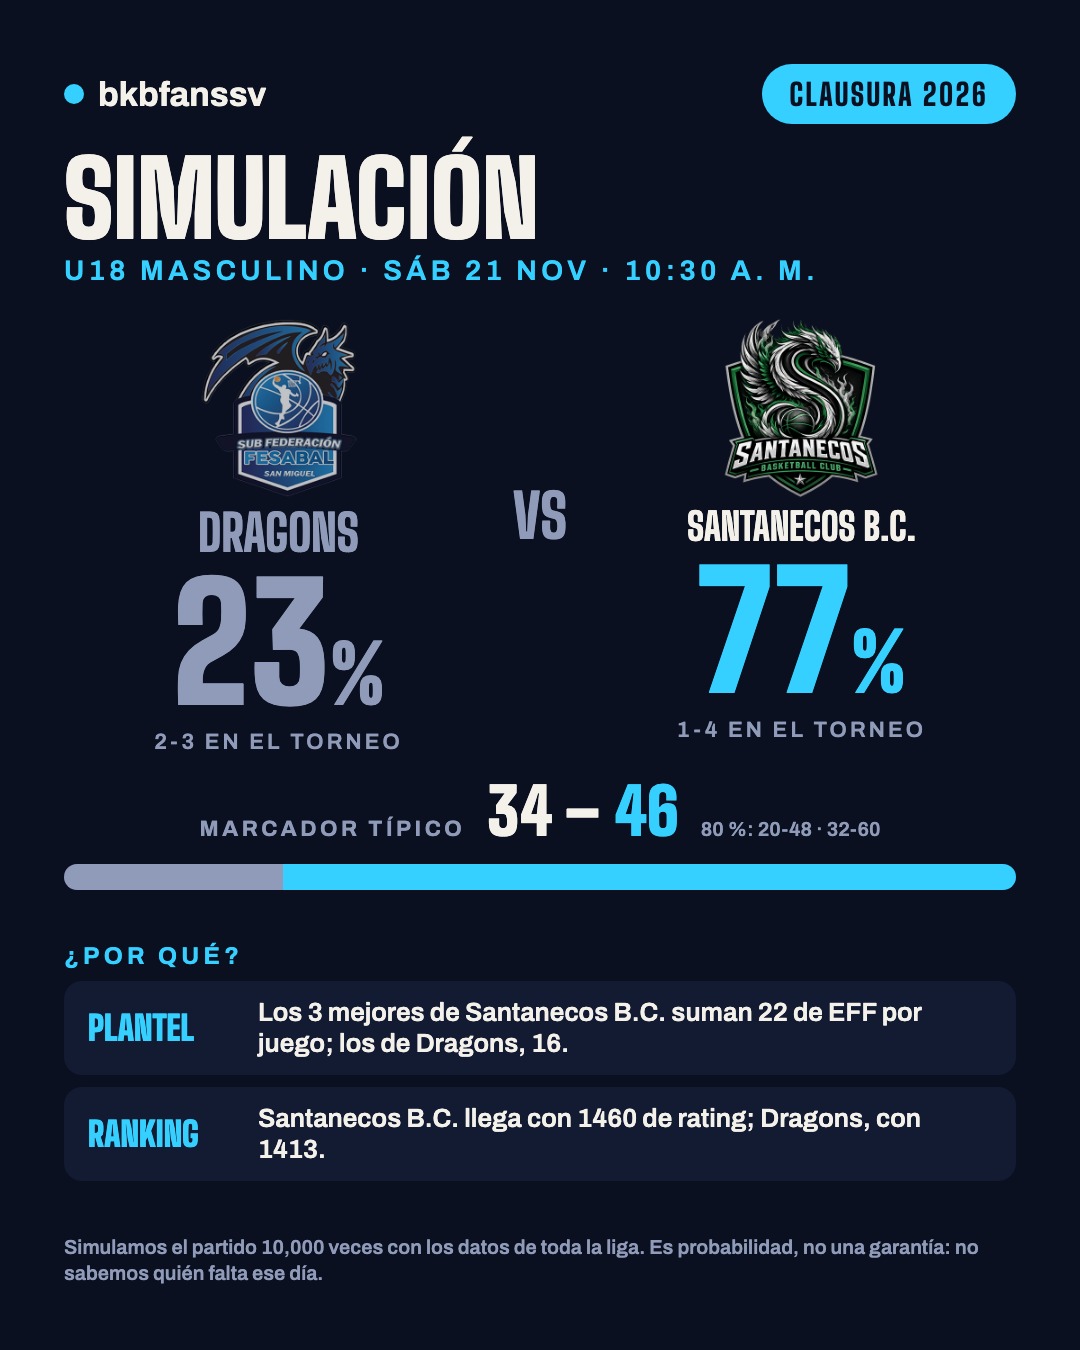 bkbfanssv
CLAUSURA 2026
SIMULACIÓN
U18 MASCULINO · SÁB 21 NOV · 10:30 A. M.
SUB FEDERACIÓN
FESABAL
SAN MIGUEL
SANTANECOS
BASKETBALL CLUB
DRAGONS
VS
SANTANECOS B.C.
23%
77%
2-3 EN EL TORNEO
1-4 EN EL TORNEO
MARCADOR TÍPICO 34 – 46 80 %: 20-48 · 32-60
¿POR QUÉ?
PLANTEL
Los 3 mejores de Santanecos B.C. suman 22 de EFF por
juego; los de Dragons, 16.
RANKING
Santanecos B.C. llega con 1460 de rating; Dragons, con
1413.
Simulamos el partido 10,000 veces con los datos de toda la liga. Es probabilidad, no una garantía: no
sabemos quién falta ese día.